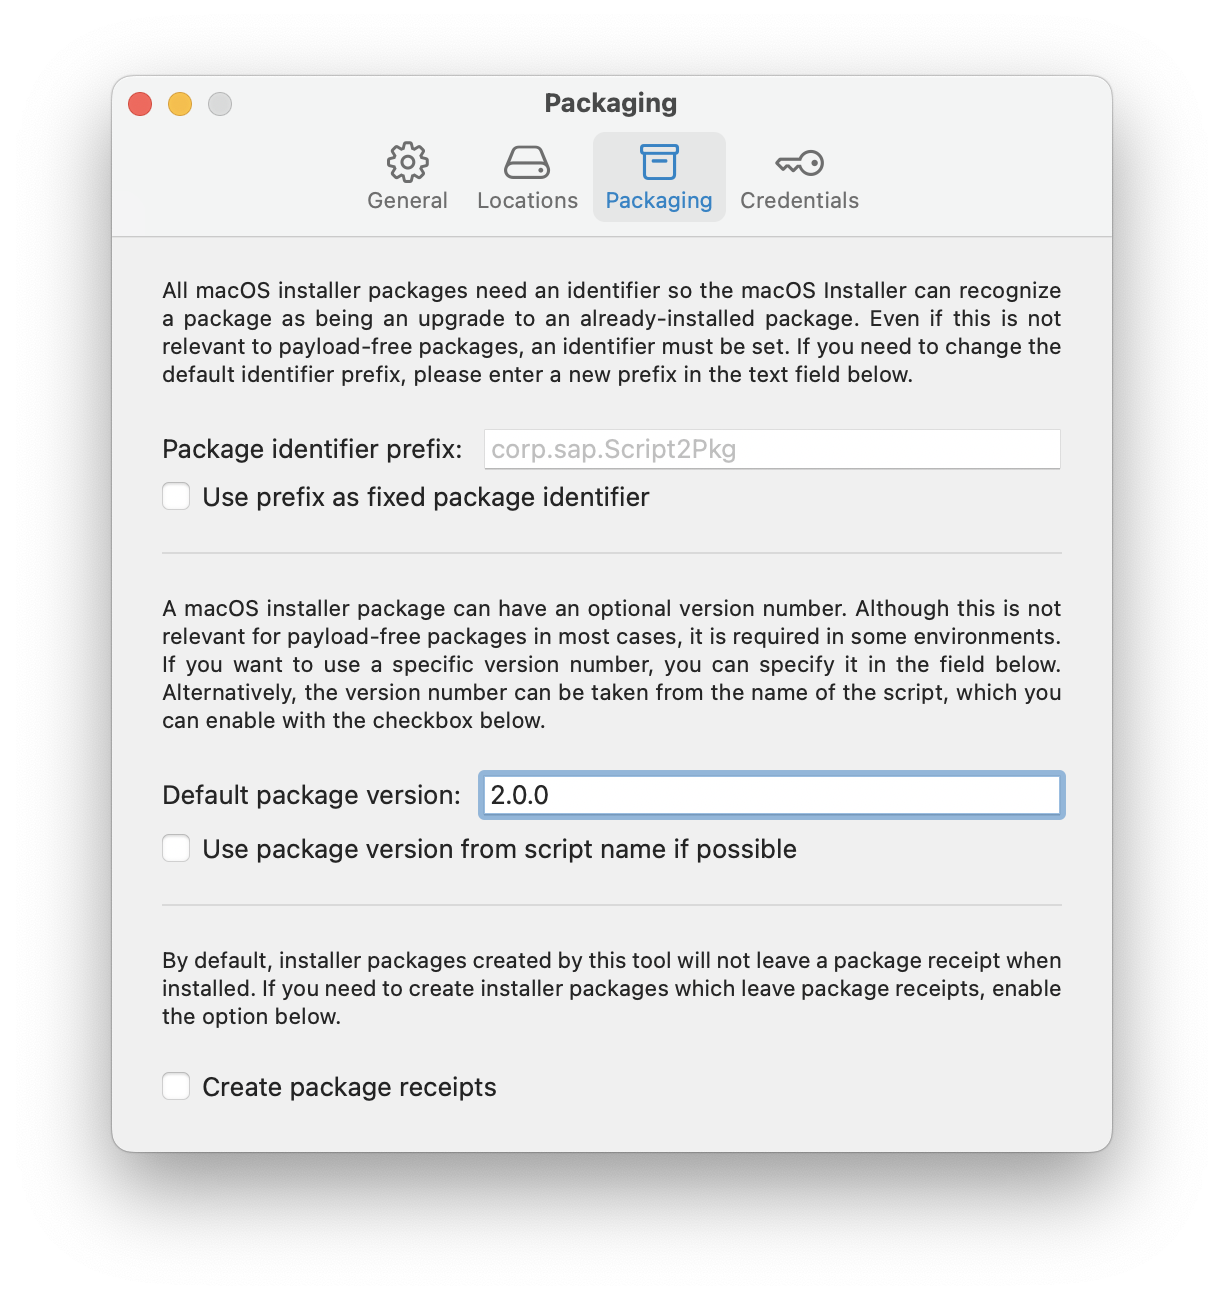 Packaging
General Locations Packaging Credentials
All macOS installer packages need an identifier so the macOS Installer can recognize
a package as being an upgrade to an already-installed package. Even if this is not
relevant to payload-free packages, an identifier must be set. If you need to change the
default identifier prefix, please enter a new prefix in the text field below.
Package identifier prefix: corp.sap.Script2Pkg
Use prefix as fixed package identifier
A macOS installer package can have an optional version number. Although this is not
relevant for payload-free packages in most cases, it is required in some environments.
If you want to use a specific version number, you can specify it in the field below.
Alternatively, the version number can be taken from the name of the script, which you
can enable with the checkbox below.
Default package version: 2.0.0
Use package version from script name if possible
By default, installer packages created by this tool will not leave a package receipt when
installed. If you need to create installer packages which leave package receipts, enable
the option below.
Create package receipts